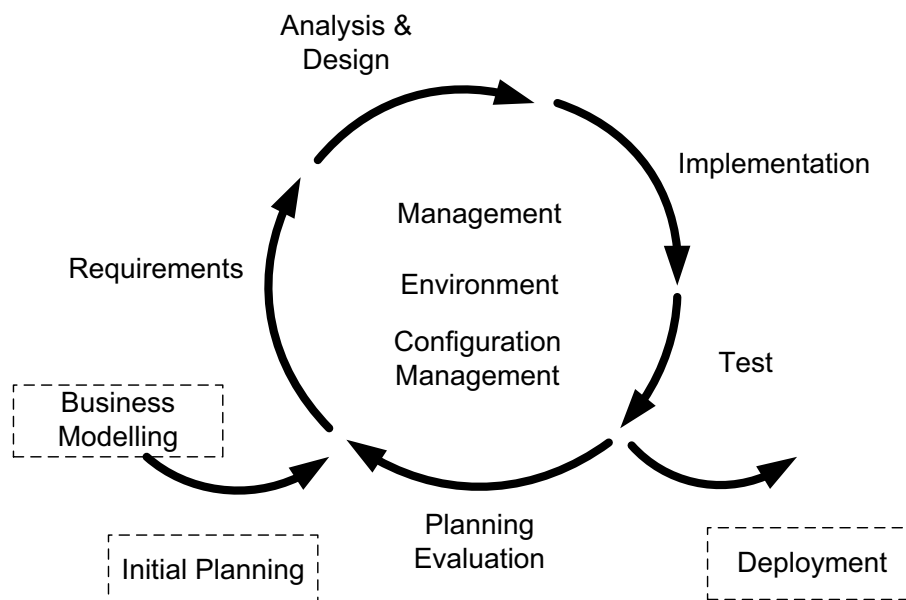 Analysis &
Design
Implementation
Management
Requirements
Environment
Configuration
Management
Test
Business
Modelling
Planning
Evaluation
Initial Planning
Deployment